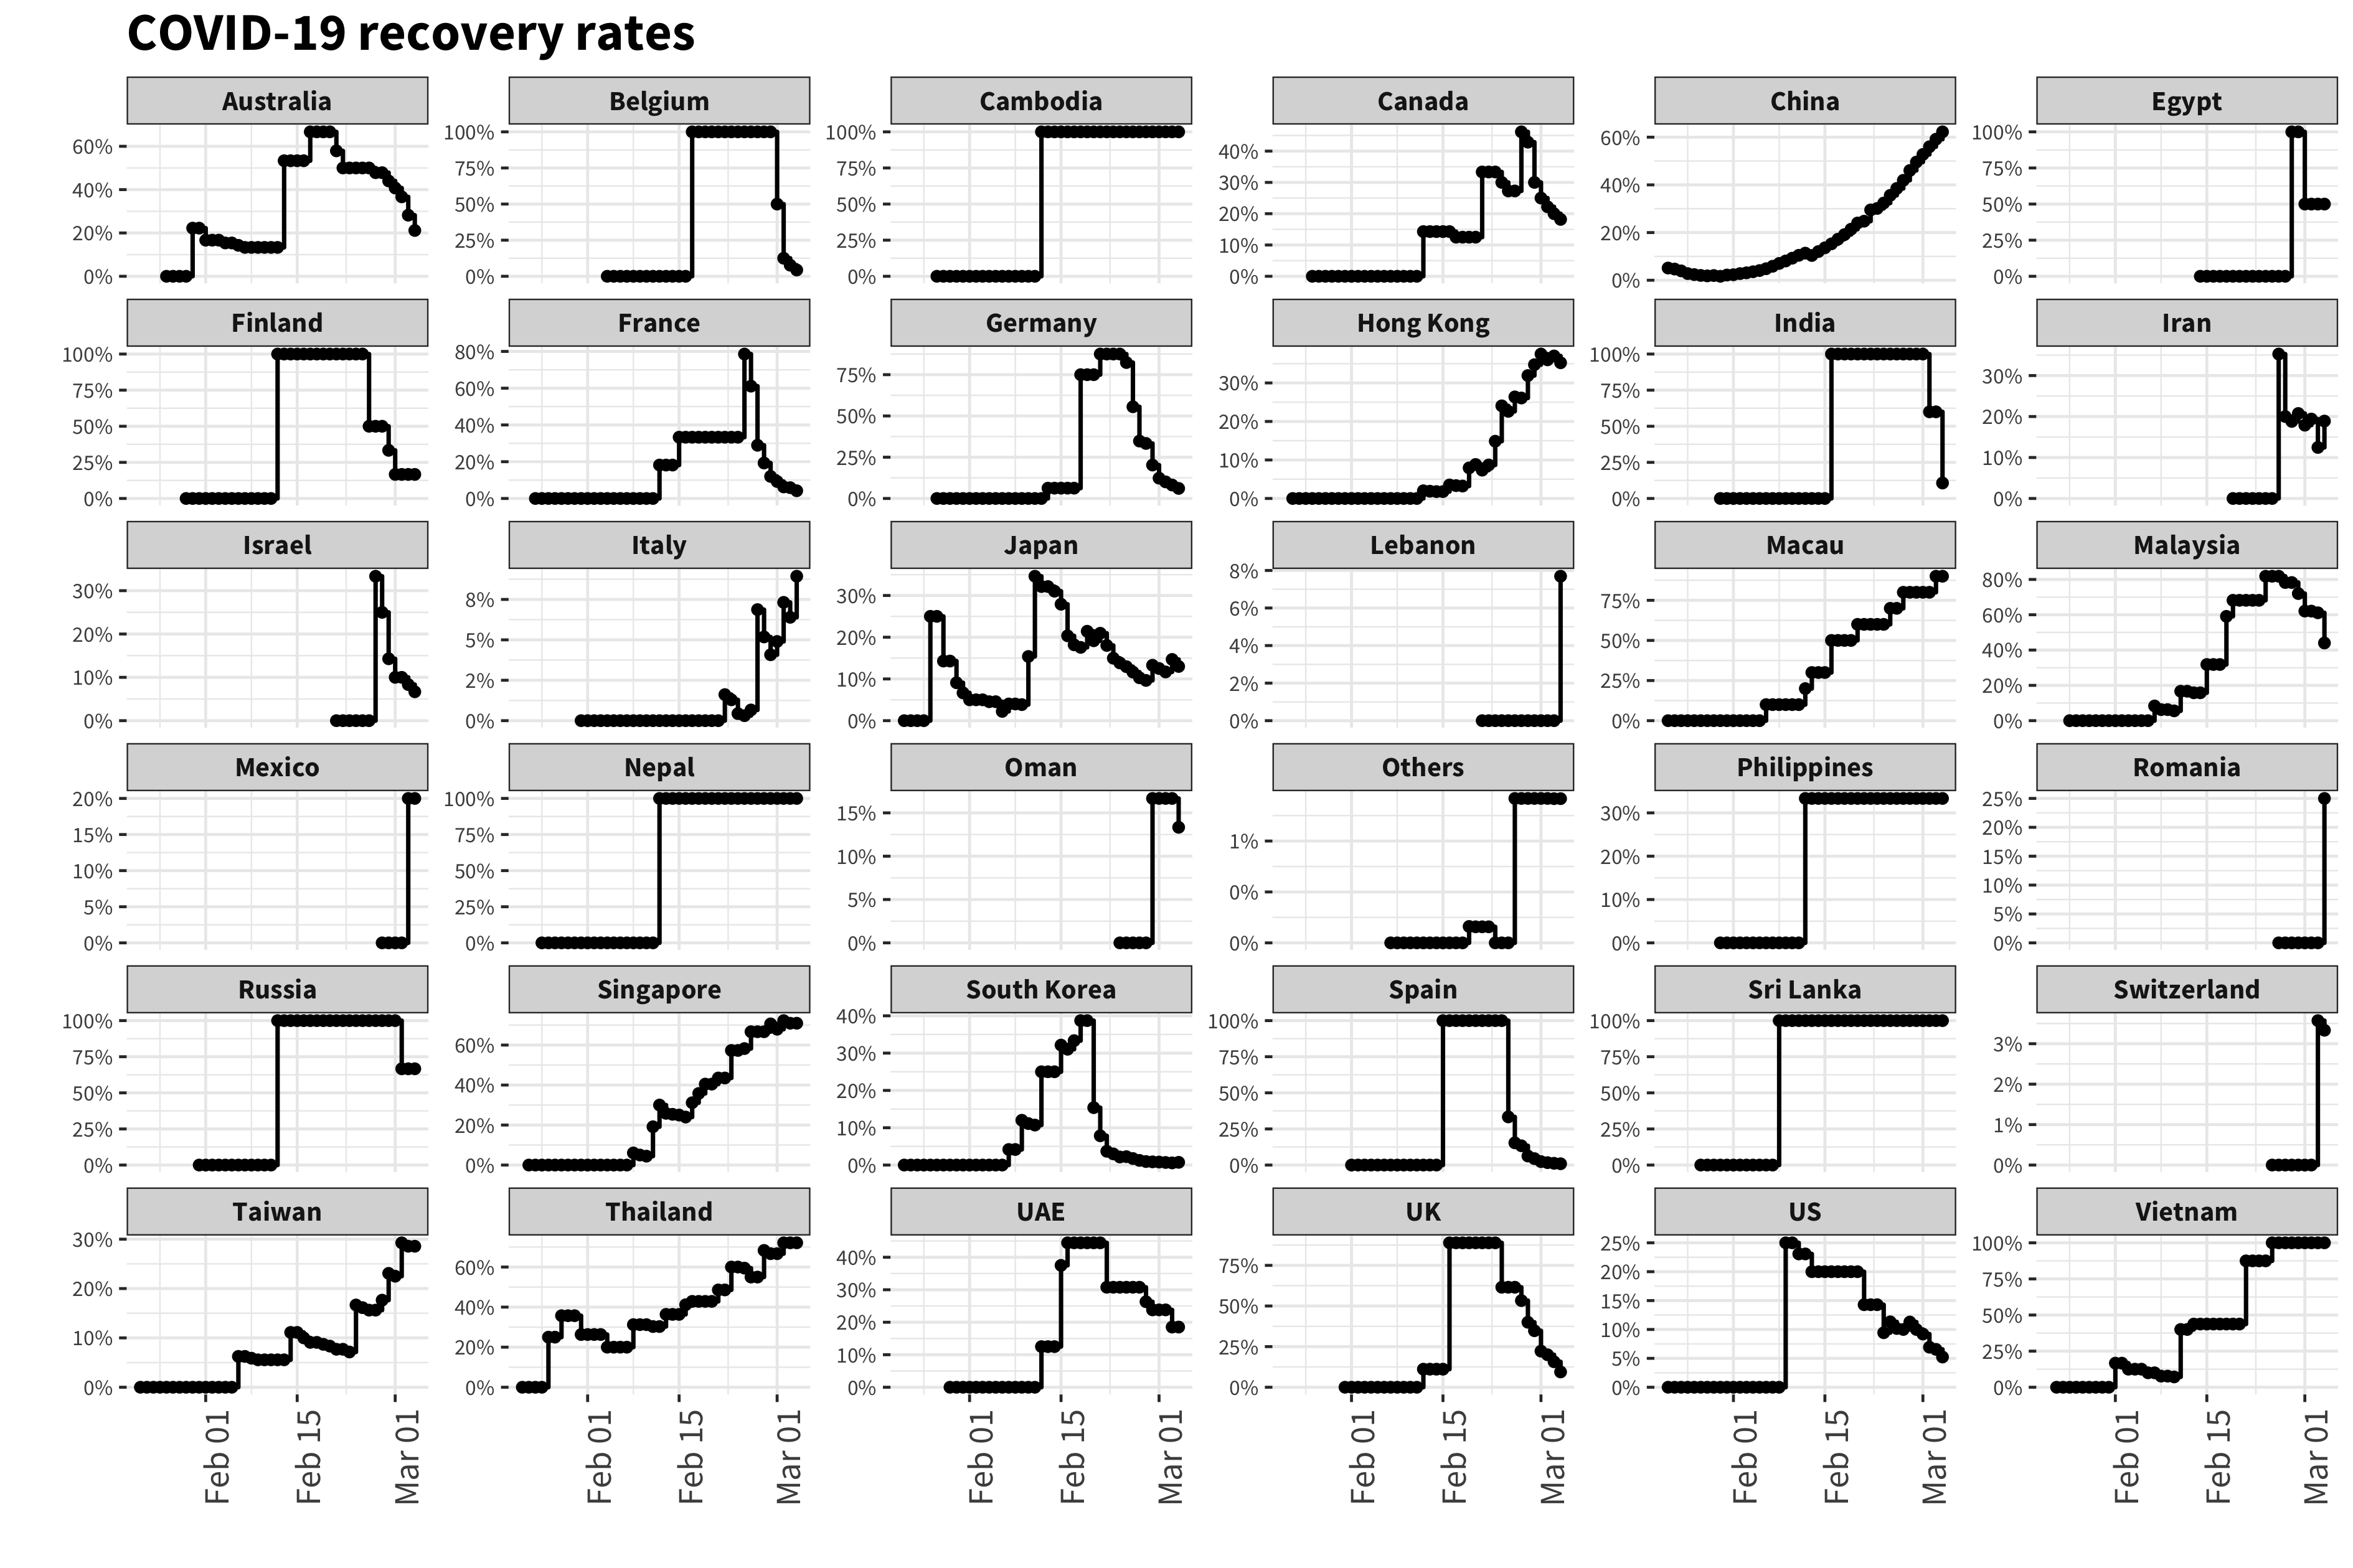 COVID-19 recovery rates
Australia Belgium Cambodia Canada China Egypt
60% 40% 20% 0%
100% 75% 50% 25% 0%
100% 75% 50% 25% 0%
40% 30% 20% 10% 0%
60% 40% 20% 0%
100% 75% 50% 25% 0%
Finland France Germany Hong Kong India Iran
100% 75% 50% 25% 0%
80% 60% 40% 20% 0%
75% 50% 25% 0%
30% 20% 10% 0%
100% 75% 50% 25% 0%
30% 20% 10% 0%
Israel Italy Japan Lebanon Macau Malaysia
30% 20% 10% 0%
8% 5% 2% 0%
30% 20% 10% 0%
8% 6% 4% 2% 0%
75% 50% 25% 0%
80% 60% 40% 20% 0%
Mexico Nepal Oman Others Philippines Romania
20% 15% 10% 5% 0%
100% 75% 50% 25% 0%
15% 10% 5% 0%
1% 0% 0%
30% 20% 10% 0%
25% 20% 15% 10% 5% 0%
Russia Singapore South Korea Spain Sri Lanka Switzerland
100% 75% 50% 25% 0%
60% 40% 20% 0%
40% 30% 20% 10% 0%
100% 75% 50% 25% 0%
100% 75% 50% 25% 0%
3% 2% 1% 0%
Taiwan Thailand UAE UK US Vietnam
30% 20% 10% 0%
60% 40% 20% 0%
40% 30% 20% 10% 0%
75% 50% 25% 0%
25% 20% 15% 10% 5% 0%
100% 75% 50% 25% 0%
Feb 01 Feb 15 Mar 01
Feb 01 Feb 15 Mar 01
Feb 01 Feb 15 Mar 01
Feb 01 Feb 15 Mar 01
Feb 01 Feb 15 Mar 01
Feb 01 Feb 15 Mar 01